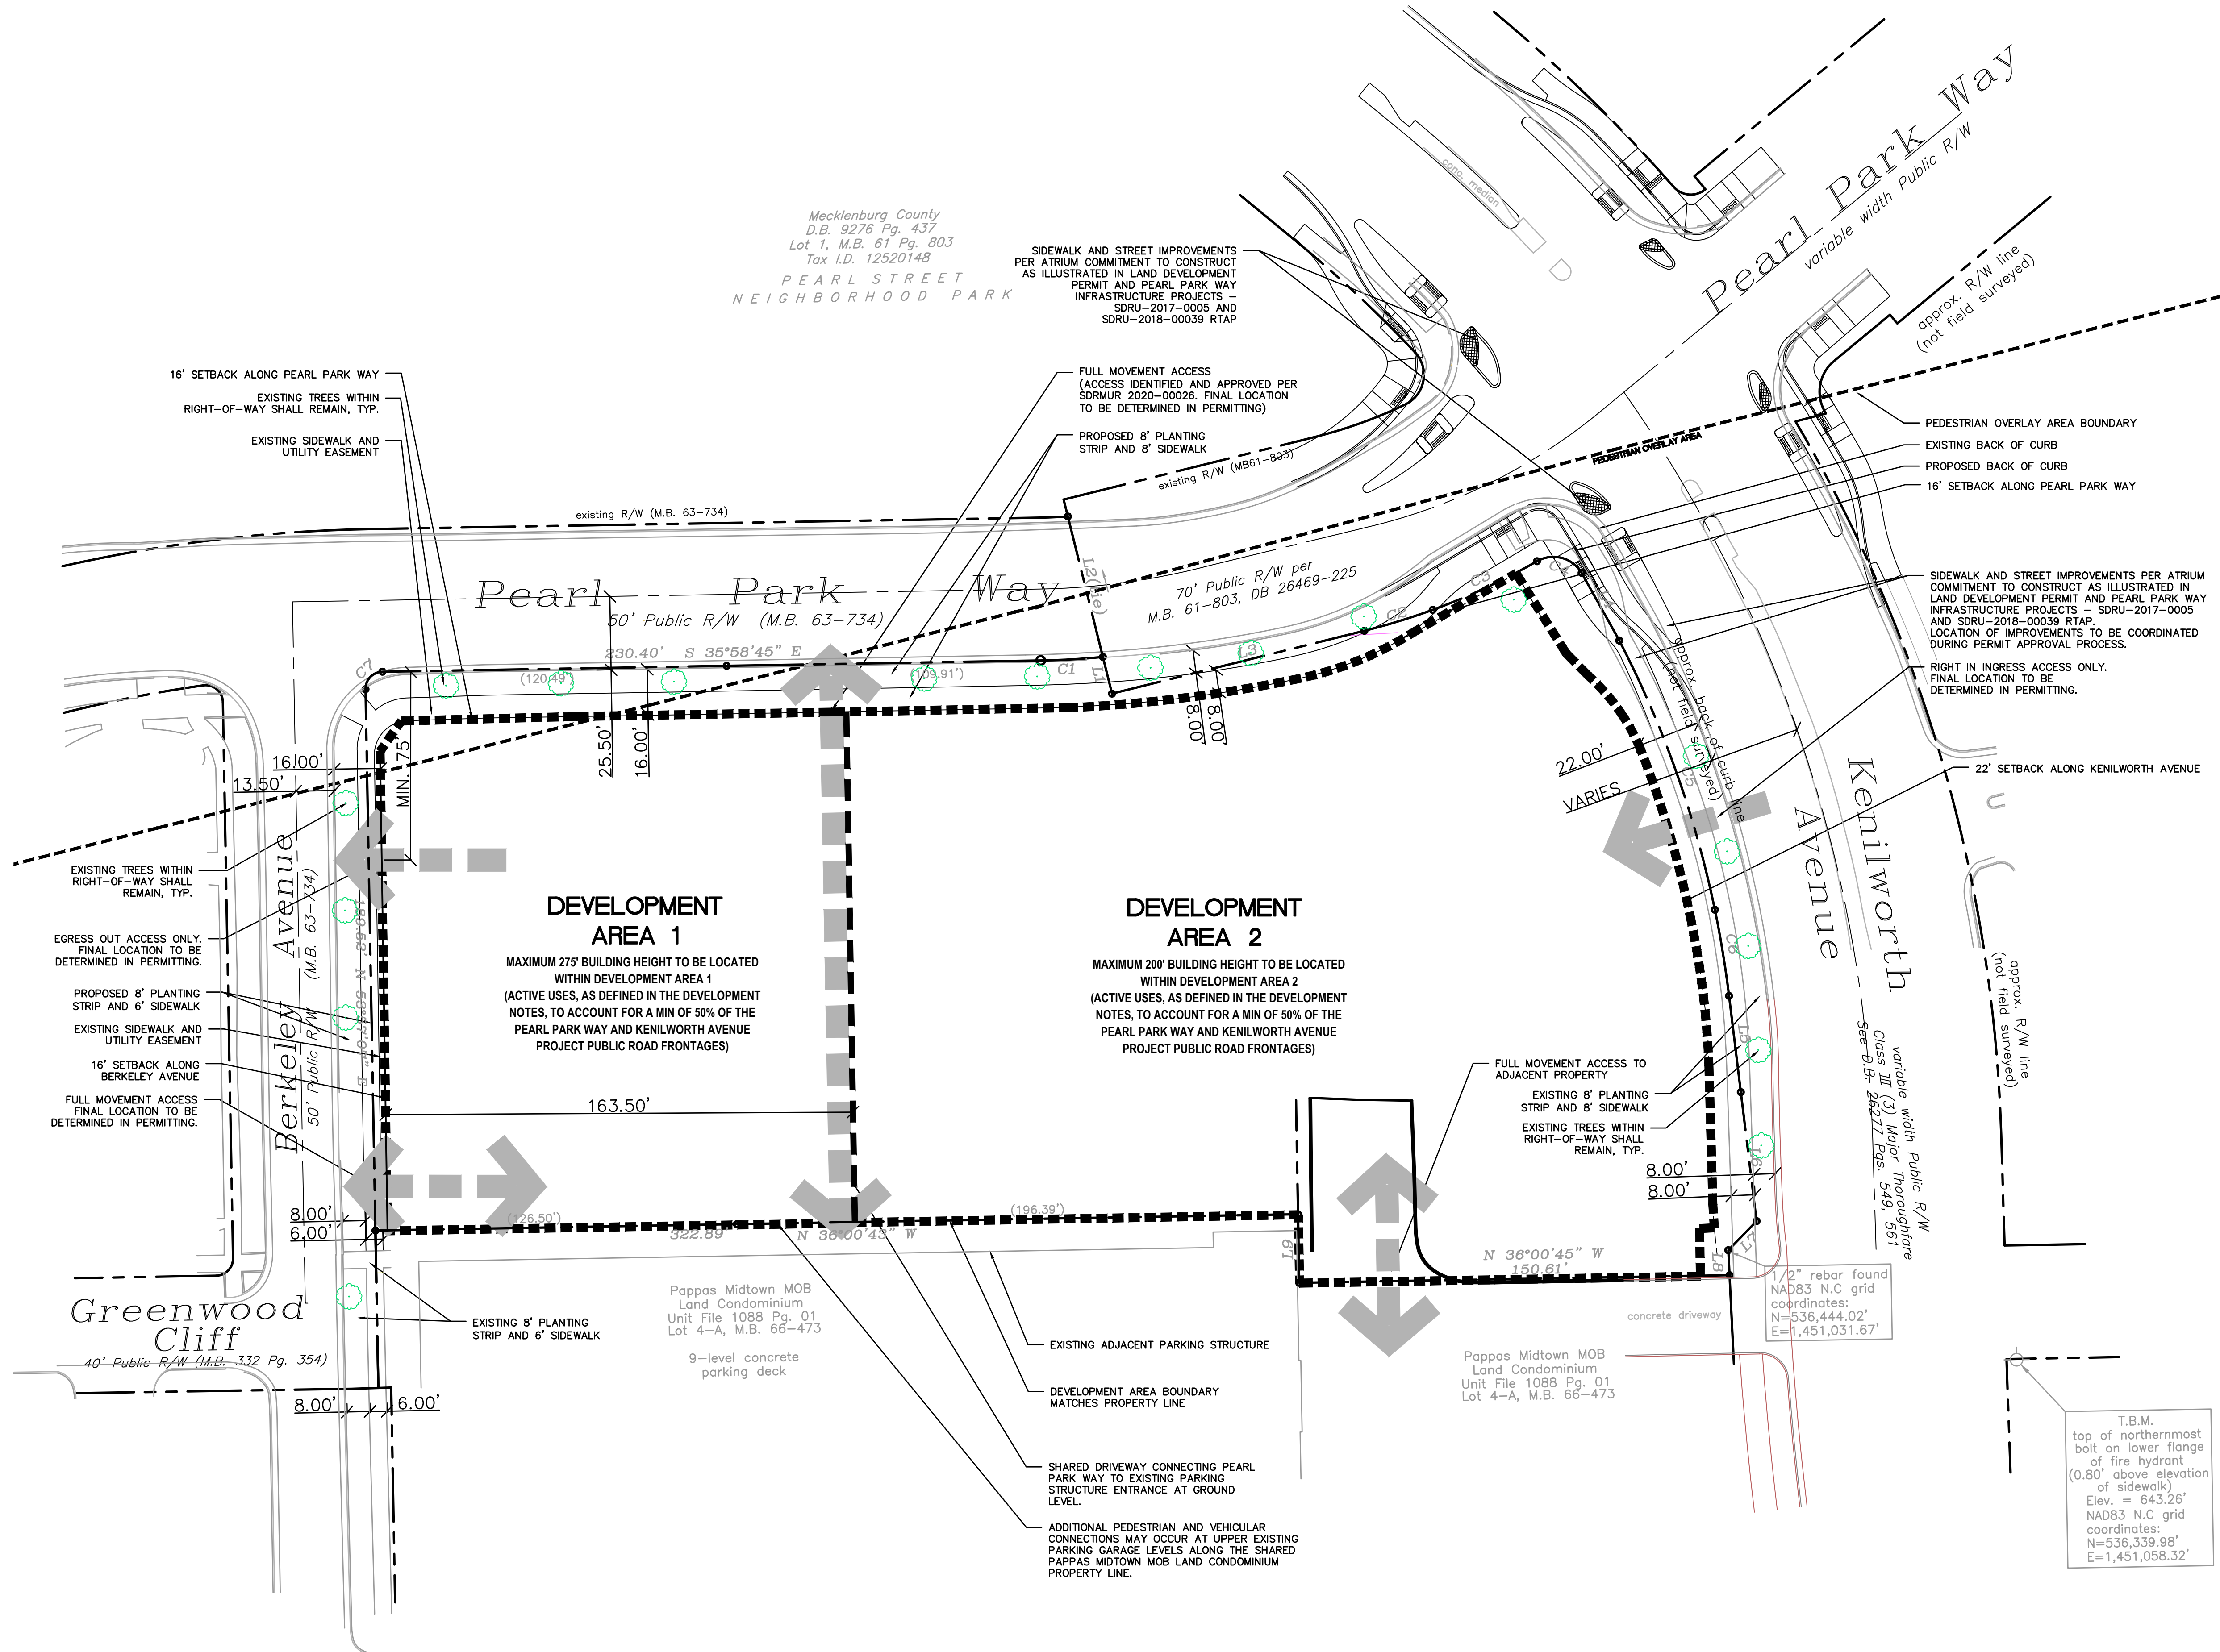 Mecklenburg County
D.B. 9276 Pg. 437
Lot 1, M.B. 61 Pg. 803
Tax I.D. 12520148
PEARL STREET
NEIGHBORHOOD PARK
SIDEWALK AND STREET IMPROVEMENTS
PER ATRIUM COMMITMENT TO CONSTRUCT
AS ILLUSTRATED IN LAND DEVELOPMENT
PERMIT AND PEARL PARK WAY
INFRASTRUCTURE PROJECTS –
SDRU-2017-0005 AND
SDRU-2018-00039 RTAP
conc. median
Pearl Park Way
variable width Public R/W
approx. R/W line
(not field surveyed)
16' SETBACK ALONG PEARL PARK WAY
EXISTING TREES WITHIN
RIGHT-OF-WAY SHALL REMAIN, TYP.
EXISTING SIDEWALK AND
UTILITY EASEMENT
FULL MOVEMENT ACCESS
(ACCESS IDENTIFIED AND APPROVED PER
SDRMUR 2020-00026. FINAL LOCATION
TO BE DETERMINED IN PERMITTING)
PROPOSED 8' PLANTING
STRIP AND 8' SIDEWALK
existing R/W (MB61-803)
existing R/W (M.B. 63-734)
PEDESTRIAN OVERLAY AREA
PEDESTRIAN OVERLAY AREA BOUNDARY
EXISTING BACK OF CURB
PROPOSED BACK OF CURB
16' SETBACK ALONG PEARL PARK WAY
SIDEWALK AND STREET IMPROVEMENTS PER ATRIUM
COMMITMENT TO CONSTRUCT AS ILLUSTRATED IN
LAND DEVELOPMENT PERMIT AND PEARL PARK WAY
INFRASTRUCTURE PROJECTS – SDRU-2017-0005
AND SDRU-2018-00039 RTAP.
LOCATION OF IMPROVEMENTS TO BE COORDINATED
DURING PERMIT APPROVAL PROCESS.
RIGHT IN INGRESS ACCESS ONLY.
FINAL LOCATION TO BE
DETERMINED IN PERMITTING.
22' SETBACK ALONG KENILWORTH AVENUE
Pearl Park Way
50' Public R/W (M.B. 63-734)
70' Public R/W per
M.B. 61-803, DB 26469-225
L2(tie)
230.40' S 35°58'45" E
(120.49')
(109.91')
C7
C1
L1
L3
C2
C3
C4
L4
C5
C6
L5
L6
L7
L8
L9
25.50'
16.00'
8.00'
8.00'
16.00'
13.50'
MIN. 75'
22.00'
VARIES
approx. back of curb line
(not field surveyed)
Kenilworth
Avenue
variable width Public R/W
Class III (3) Major Thoroughfare
See D.B. 26277 Pgs. 549, 561
approx. R/W line
(not field surveyed)
Berkeley Avenue
50' Public R/W (M.B. 63-734)
EXISTING TREES WITHIN
RIGHT-OF-WAY SHALL
REMAIN, TYP.
EGRESS OUT ACCESS ONLY.
FINAL LOCATION TO BE
DETERMINED IN PERMITTING.
PROPOSED 8' PLANTING
STRIP AND 6' SIDEWALK
EXISTING SIDEWALK AND
UTILITY EASEMENT
16' SETBACK ALONG
BERKELEY AVENUE
FULL MOVEMENT ACCESS
FINAL LOCATION TO BE
DETERMINED IN PERMITTING.
DEVELOPMENT
AREA 1
MAXIMUM 275' BUILDING HEIGHT TO BE LOCATED
WITHIN DEVELOPMENT AREA 1
(ACTIVE USES, AS DEFINED IN THE DEVELOPMENT
NOTES, TO ACCOUNT FOR A MIN OF 50% OF THE
PEARL PARK WAY AND KENILWORTH AVENUE
PROJECT PUBLIC ROAD FRONTAGES)
DEVELOPMENT
AREA 2
MAXIMUM 200' BUILDING HEIGHT TO BE LOCATED
WITHIN DEVELOPMENT AREA 2
(ACTIVE USES, AS DEFINED IN THE DEVELOPMENT
NOTES, TO ACCOUNT FOR A MIN OF 50% OF THE
PEARL PARK WAY AND KENILWORTH AVENUE
PROJECT PUBLIC ROAD FRONTAGES)
163.50'
FULL MOVEMENT ACCESS TO
ADJACENT PROPERTY
EXISTING 8' PLANTING
STRIP AND 8' SIDEWALK
EXISTING TREES WITHIN
RIGHT-OF-WAY SHALL
REMAIN, TYP.
8.00'
8.00'
8.00'
6.00'
(126.50')
322.89'
N 36°00'45" W
(196.39')
N 36°00'45" W
150.61'
1/2" rebar found
NAD83 N.C grid
coordinates:
N=536,444.02'
E=1,451,031.67'
concrete driveway
Greenwood
Cliff
40' Public R/W (M.B. 332 Pg. 354)
8.00'
6.00'
EXISTING 8' PLANTING
STRIP AND 6' SIDEWALK
Pappas Midtown MOB
Land Condominium
Unit File 1088 Pg. 01
Lot 4-A, M.B. 66-473
9-level concrete
parking deck
EXISTING ADJACENT PARKING STRUCTURE
DEVELOPMENT AREA BOUNDARY
MATCHES PROPERTY LINE
SHARED DRIVEWAY CONNECTING PEARL
PARK WAY TO EXISTING PARKING
STRUCTURE ENTRANCE AT GROUND
LEVEL.
ADDITIONAL PEDESTRIAN AND VEHICULAR
CONNECTIONS MAY OCCUR AT UPPER EXISTING
PARKING GARAGE LEVELS ALONG THE SHARED
PAPPAS MIDTOWN MOB LAND CONDOMINIUM
PROPERTY LINE.
Pappas Midtown MOB
Land Condominium
Unit File 1088 Pg. 01
Lot 4-A, M.B. 66-473
T.B.M.
top of northernmost
bolt on lower flange
of fire hydrant
(0.80' above elevation
of sidewalk)
Elev. = 643.26'
NAD83 N.C grid
coordinates:
N=536,339.98'
E=1,451,058.32'